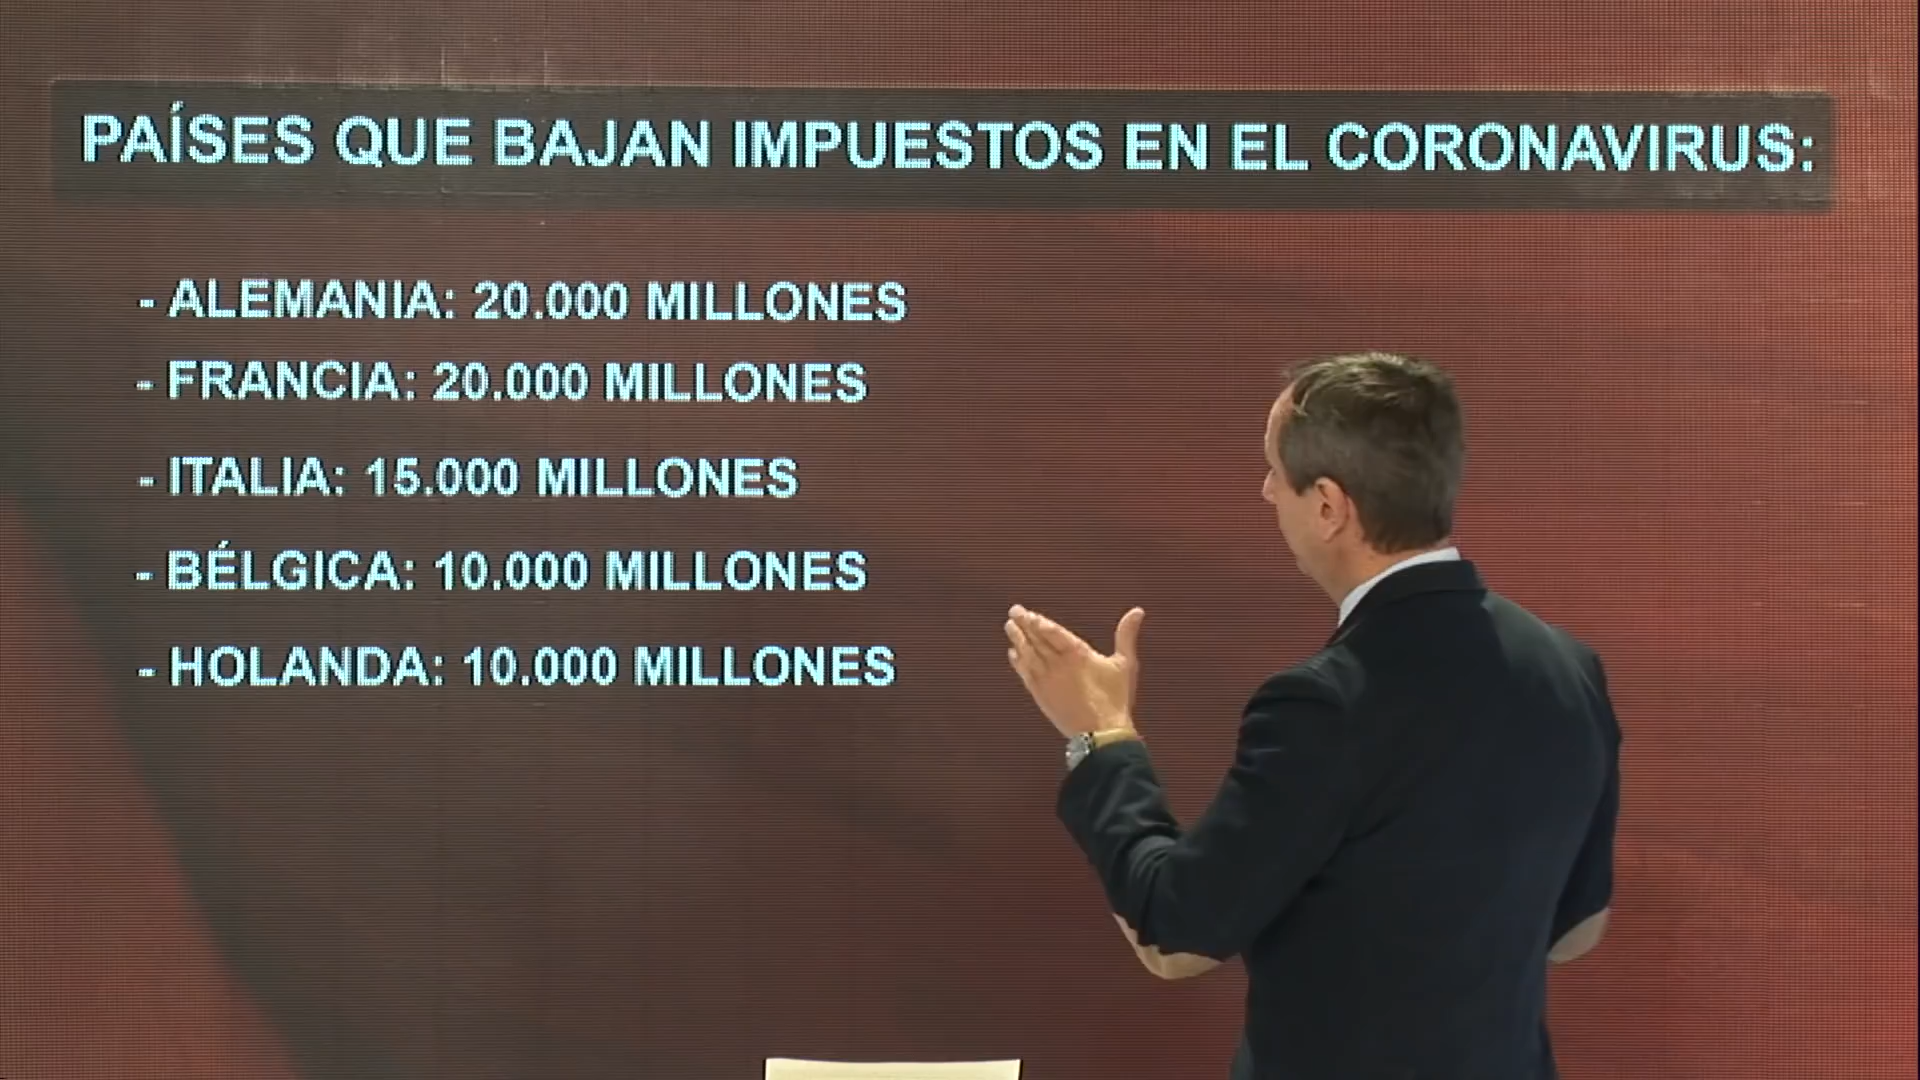 PAÍSES QUE BAJAN IMPUESTOS EN EL CORONAVIRUS:
- ALEMANIA: 20.000 MILLONES
- FRANCIA: 20.000 MILLONES
- ITALIA: 15.000 MILLONES
- BÉLGICA: 10.000 MILLONES
- HOLANDA: 10.000 MILLONES